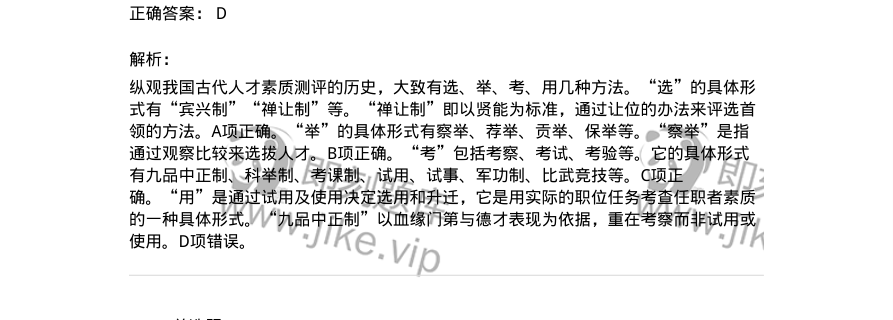 正确答案： D
解析：
纵观我国古代人才素质测评的历史，大致有选、举、考、用几种方法。“选”的具体形
式有“宾兴制”“禅让制”等。“禅让制”即以贤能为标准，通过让位的办法来评选首
领的方法。A项正确。“举”的具体形式有察举、荐举、贡举、保举等。“察举”是指
通过观察比较来选拔人才。B项正确。“考”包括考察、考试、考验等。它的具体形式
有九品中正制、科举制、考课制、试用、试事、军功制、比武竞技等。C项正
确。“用”是通过试用及使用决定选用和升迁，它是用实际的职位任务考查任职者素质
的一种具体形式。“九品中正制”以血缘门第与德才表现为依据，重在考察而非试用或
使用。D项错误。
即刻题库
www.jike.vip